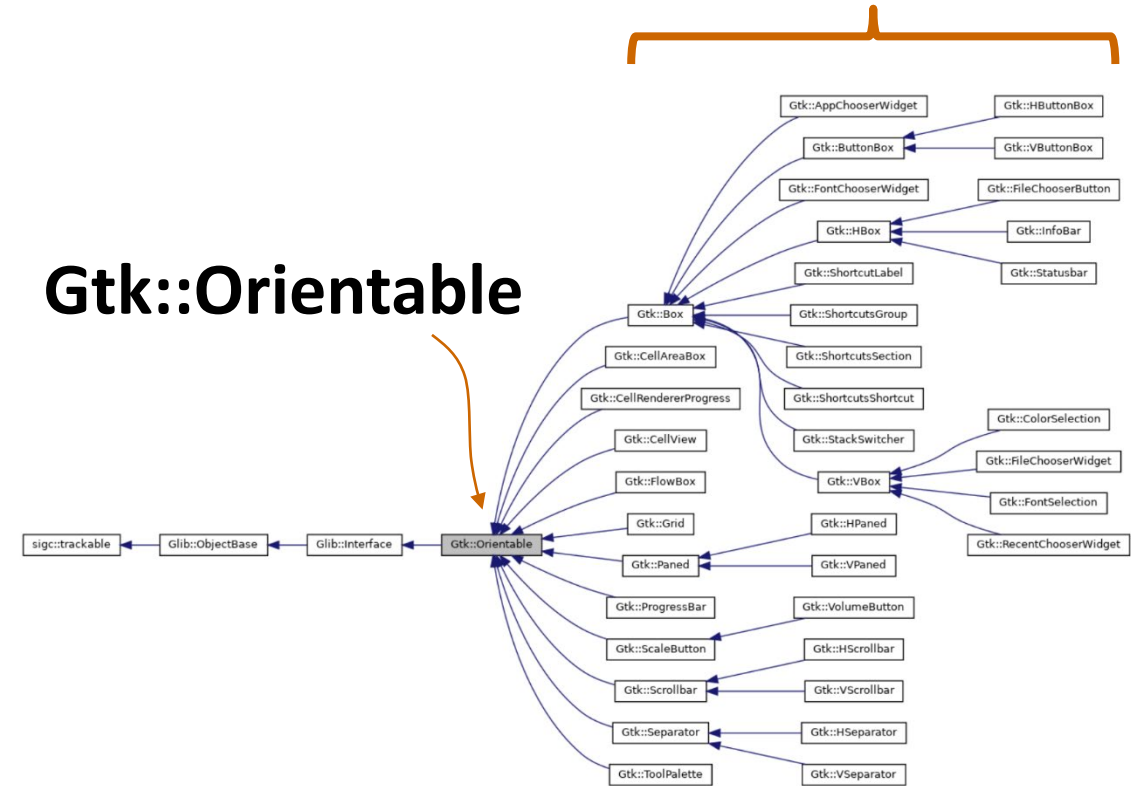 Gtk::Orientable
Gtk::AppChooserWidget
Gtk::HButtonBox
Gtk::ButtonBox
Gtk::VButtonBox
Gtk::FontChooserWidget
Gtk::FileChooserButton
Gtk::HBox
Gtk::InfoBar
Gtk::ShortcutLabel
Gtk::Statusbar
Gtk::Box
Gtk::ShortcutsGroup
Gtk::CellAreaBox
Gtk::ShortcutsSection
Gtk::CellRendererProgress
Gtk::ShortcutsShortcut
Gtk::ColorSelection
Gtk::CellView
Gtk::StackSwitcher
Gtk::FileChooserWidget
Gtk::FlowBox
Gtk::VBox
Gtk::FontSelection
Gtk::Grid
Gtk::HPaned
sigc::trackable
Glib::ObjectBase
Glib::Interface
Gtk::Orientable
Gtk::RecentChooserWidget
Gtk::Paned
Gtk::VPaned
Gtk::ProgressBar
Gtk::VolumeButton
Gtk::ScaleButton
Gtk::HScrollbar
Gtk::Scrollbar
Gtk::VScrollbar
Gtk::Separator
Gtk::HSeparator
Gtk::ToolPalette
Gtk::VSeparator